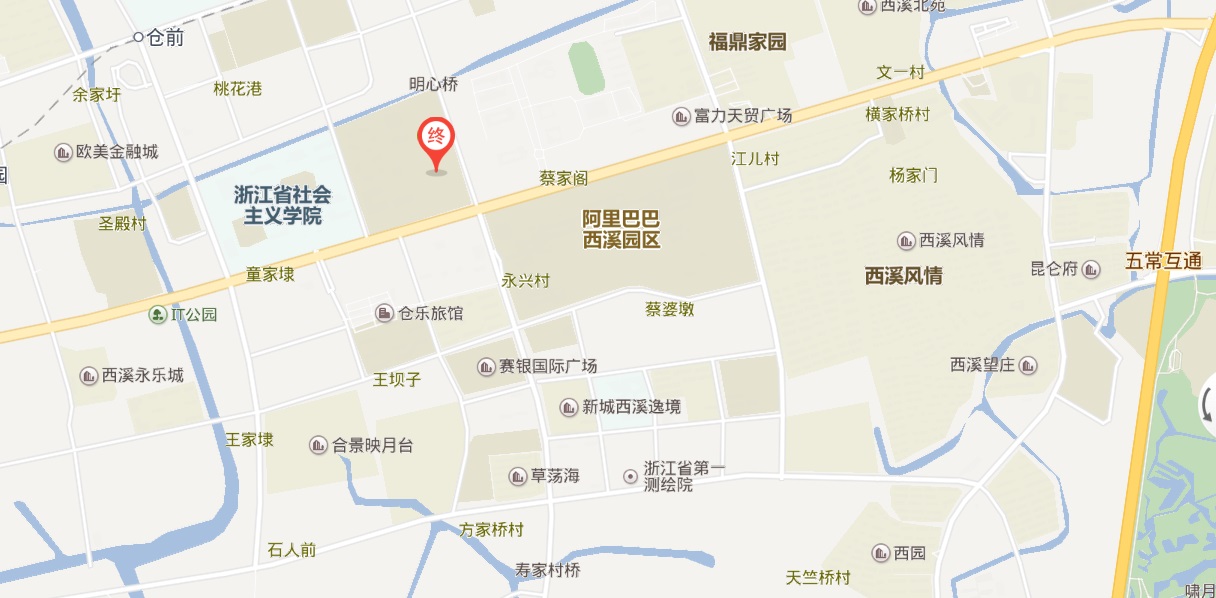 西溪北苑
仓前
福鼎家园
文一村
明心桥
桃花港
余家圩
富力天贸广场
横家桥村
欧美金融城
终
江儿村
蔡家阁
杨家门
园
浙江省社会
主义学院
圣殿村
阿里巴巴
西溪园区
西溪风情
五常互通
昆仑府
西溪风情
童家埭
永兴村
蔡婆墩
IT公园
仓乐旅馆
西溪永乐城
赛银国际广场
西溪望庄
王坝子
新城西溪逸境
王家埭
合景映月台
草荡海
浙江省第一
测绘院
方家桥村
石人前
西园
寿家村桥
天竺桥村
啸月